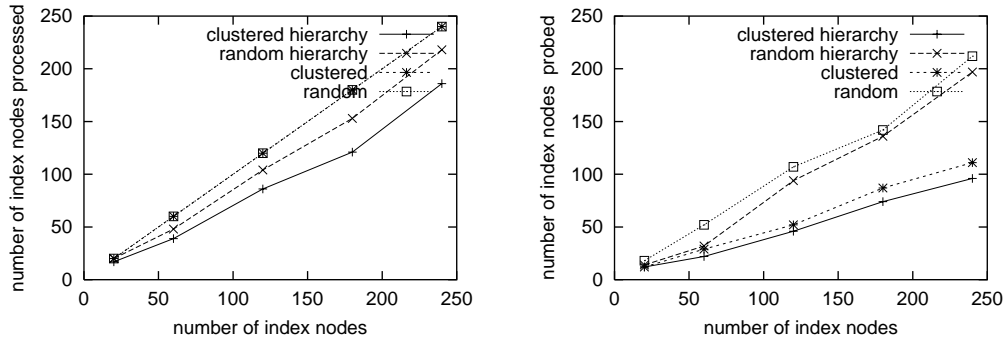 number of index nodes processed
250
200
150
100
50
0
clustered hierarchy
random hierarchy
clustered
random
0 50 100 150 200 250
number of index nodes
number of index nodes probed
250
200
150
100
50
0
clustered hierarchy
random hierarchy
clustered
random
0 50 100 150 200 250
number of index nodes